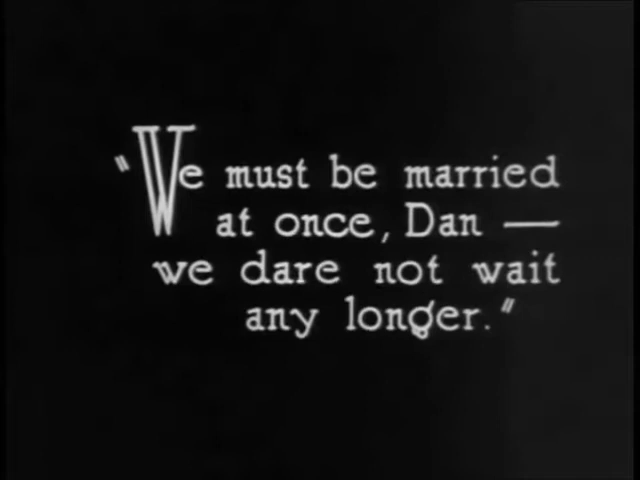 "We must be married
at once, Dan —
we dare not wait
any longer."